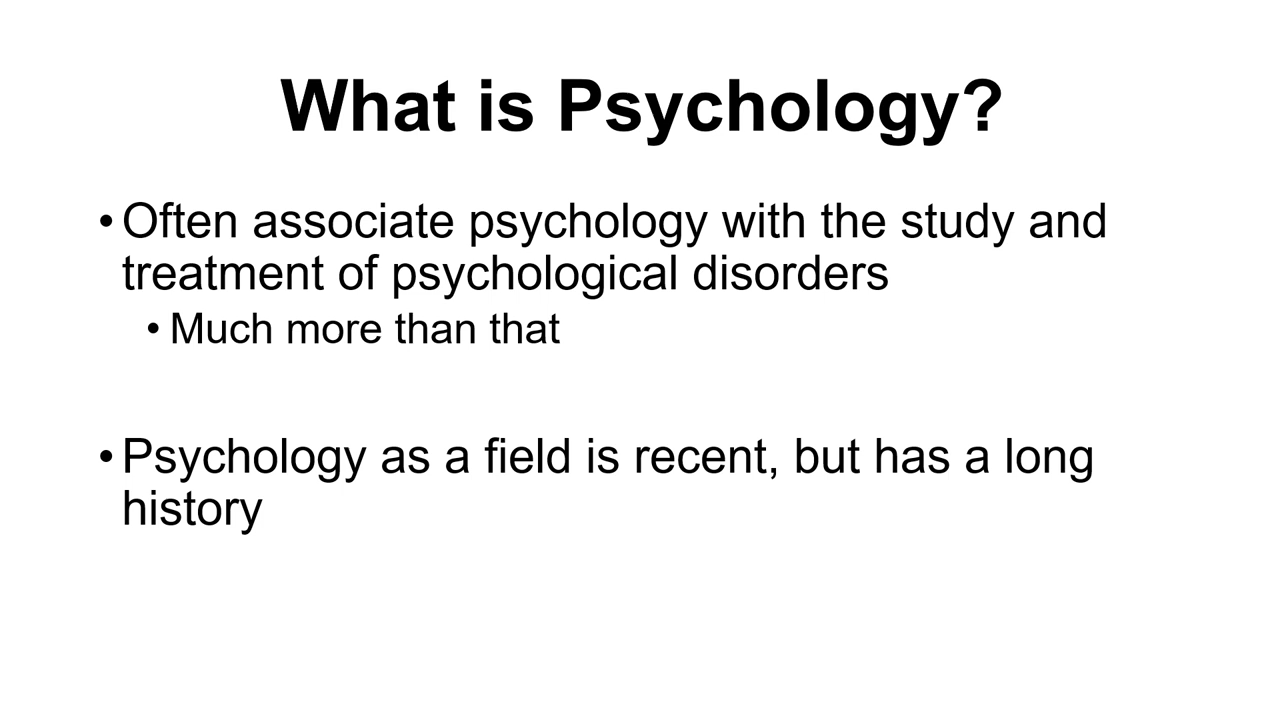 What is Psychology?
• Often associate psychology with the study and
treatment of psychological disorders
• Much more than that
• Psychology as a field is recent, but has a long
history